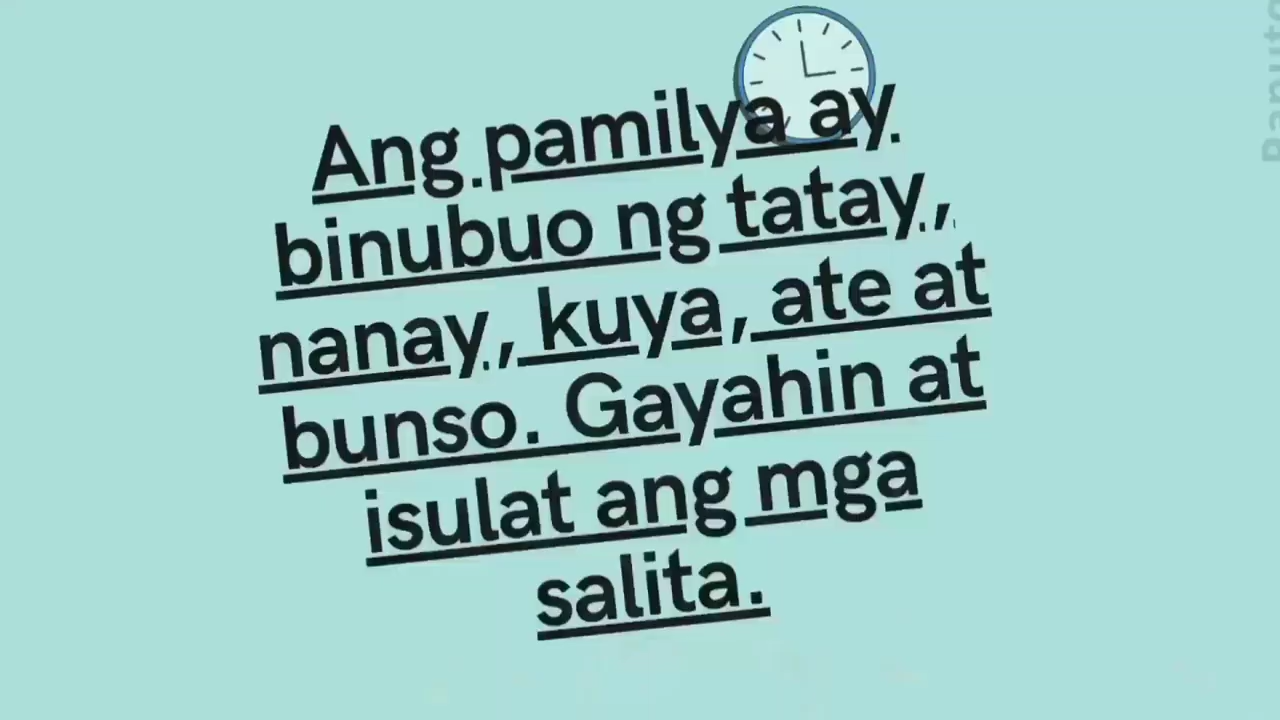 Ang pamilya ay
binubuo ng tatay,
nanay, kuya, ate at
bunso. Gayahin at
isulat ang mga
salita.